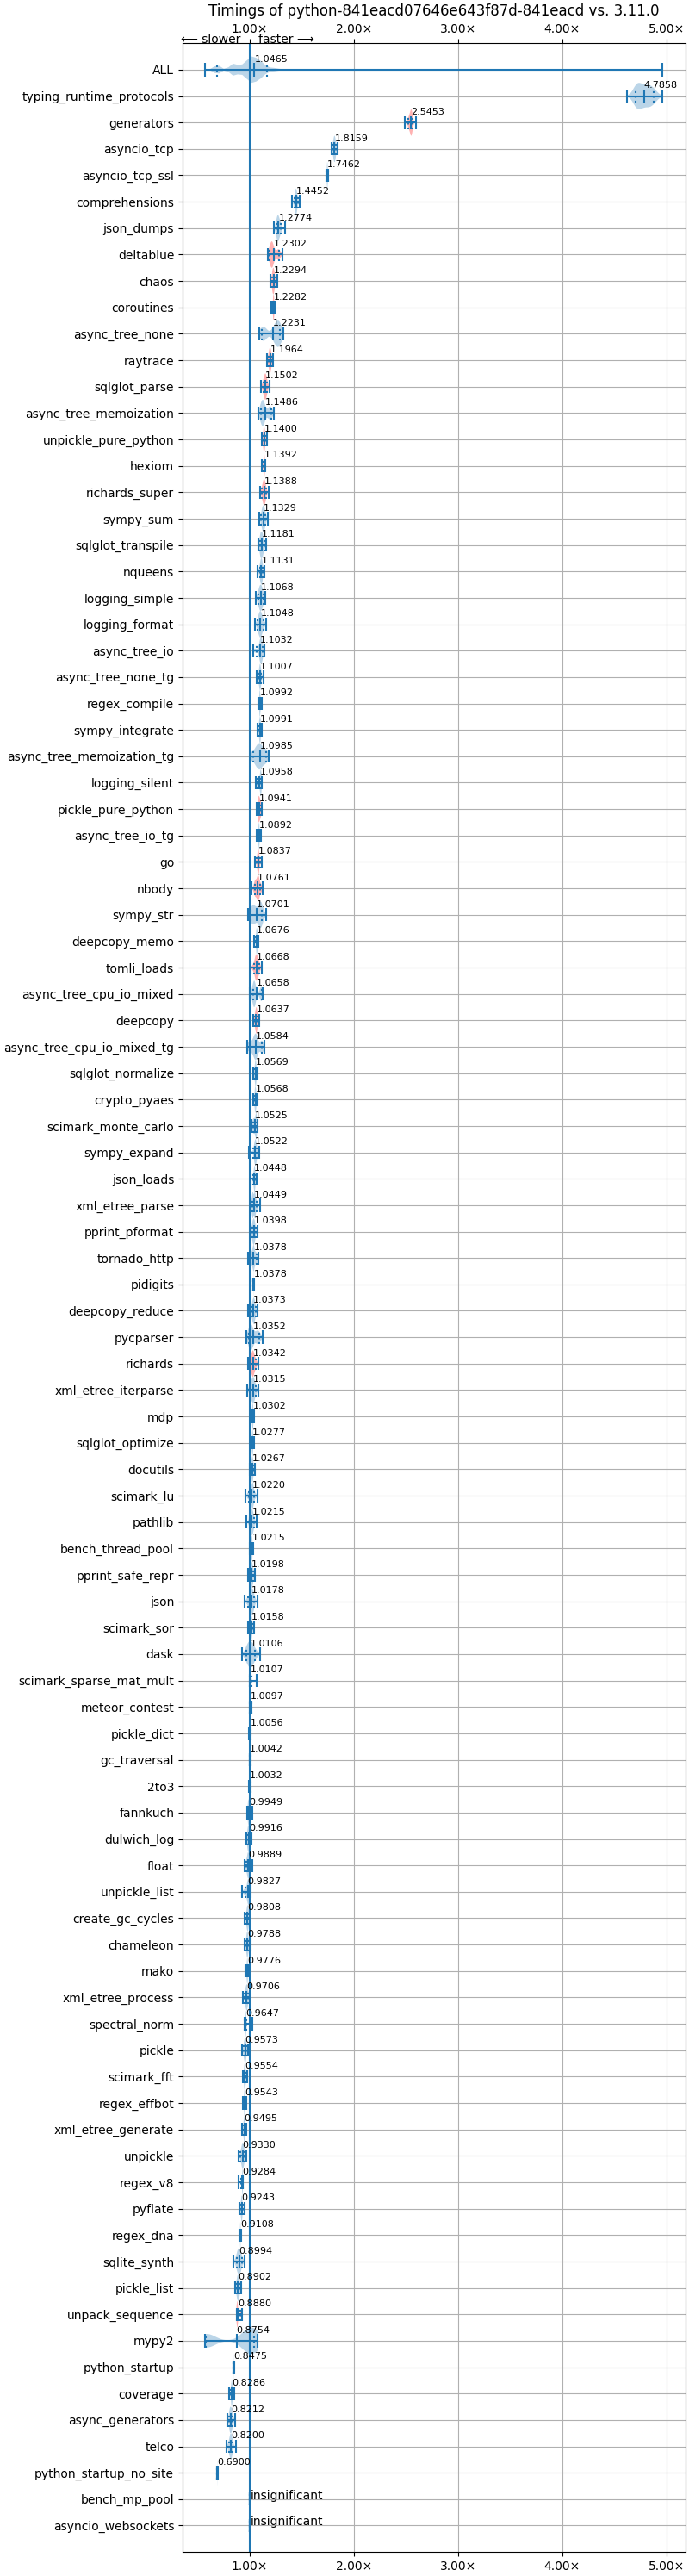 Timings of python-841eacd07646e643f87d-841eacd vs. 3.11.0
⟵ slower faster ⟶
1.00× 2.00× 3.00× 4.00× 5.00×
ALL 1.0465
typing_runtime_protocols 4.7858
generators 2.5453
asyncio_tcp 1.8159
asyncio_tcp_ssl 1.7462
comprehensions 1.4452
json_dumps 1.2774
deltablue 1.2302
chaos 1.2294
coroutines 1.2282
async_tree_none 1.2231
raytrace 1.1964
sqlglot_parse 1.1502
async_tree_memoization 1.1486
unpickle_pure_python 1.1400
hexiom 1.1392
richards_super 1.1388
sympy_sum 1.1329
sqlglot_transpile 1.1181
nqueens 1.1131
logging_simple 1.1068
logging_format 1.1048
async_tree_io 1.1032
async_tree_none_tg 1.1007
regex_compile 1.0992
sympy_integrate 1.0991
async_tree_memoization_tg 1.0985
logging_silent 1.0958
pickle_pure_python 1.0941
async_tree_io_tg 1.0892
go 1.0837
nbody 1.0761
sympy_str 1.0701
deepcopy_memo 1.0676
tomli_loads 1.0668
async_tree_cpu_io_mixed 1.0658
deepcopy 1.0637
async_tree_cpu_io_mixed_tg 1.0584
sqlglot_normalize 1.0569
crypto_pyaes 1.0568
scimark_monte_carlo 1.0525
sympy_expand 1.0522
json_loads 1.0448
xml_etree_parse 1.0449
pprint_pformat 1.0398
tornado_http 1.0378
pidigits 1.0378
deepcopy_reduce 1.0373
pycparser 1.0352
richards 1.0342
xml_etree_iterparse 1.0315
mdp 1.0302
sqlglot_optimize 1.0277
docutils 1.0267
scimark_lu 1.0220
pathlib 1.0215
bench_thread_pool 1.0215
pprint_safe_repr 1.0198
json 1.0178
scimark_sor 1.0158
dask 1.0106
scimark_sparse_mat_mult 1.0107
meteor_contest 1.0097
pickle_dict 1.0056
gc_traversal 1.0042
2to3 1.0032
fannkuch 0.9949
dulwich_log 0.9916
float 0.9889
unpickle_list 0.9827
create_gc_cycles 0.9808
chameleon 0.9788
mako 0.9776
xml_etree_process 0.9706
spectral_norm 0.9647
pickle 0.9573
scimark_fft 0.9554
regex_effbot 0.9543
xml_etree_generate 0.9495
unpickle 0.9330
regex_v8 0.9284
pyflate 0.9243
regex_dna 0.9108
sqlite_synth 0.8994
pickle_list 0.8902
unpack_sequence 0.8880
mypy2 0.8754
python_startup 0.8475
coverage 0.8286
async_generators 0.8212
telco 0.8200
python_startup_no_site 0.6900
bench_mp_pool insignificant
asyncio_websockets insignificant
1.00× 2.00× 3.00× 4.00× 5.00×